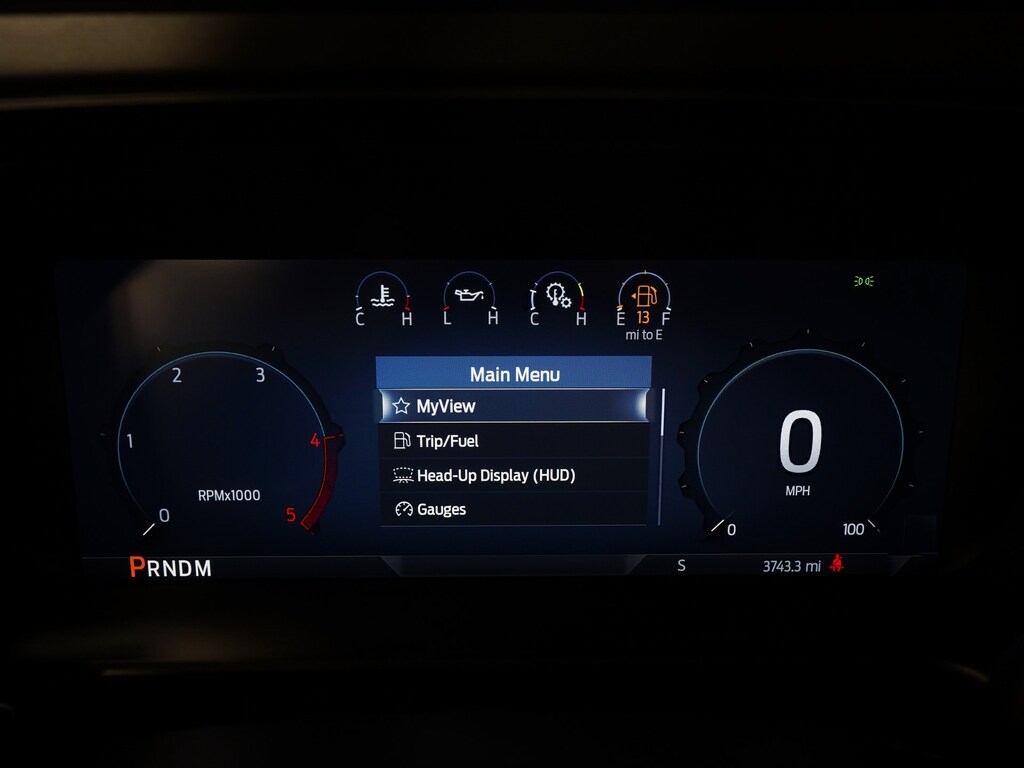 C H
L H
C H
E 13 F
mi to E
Main Menu
MyView
Trip/Fuel
Head-Up Display (HUD)
Gauges
0 1 2 3 4 5
RPMx1000
0
MPH
0 100
PRNDM
S
3743.3 mi